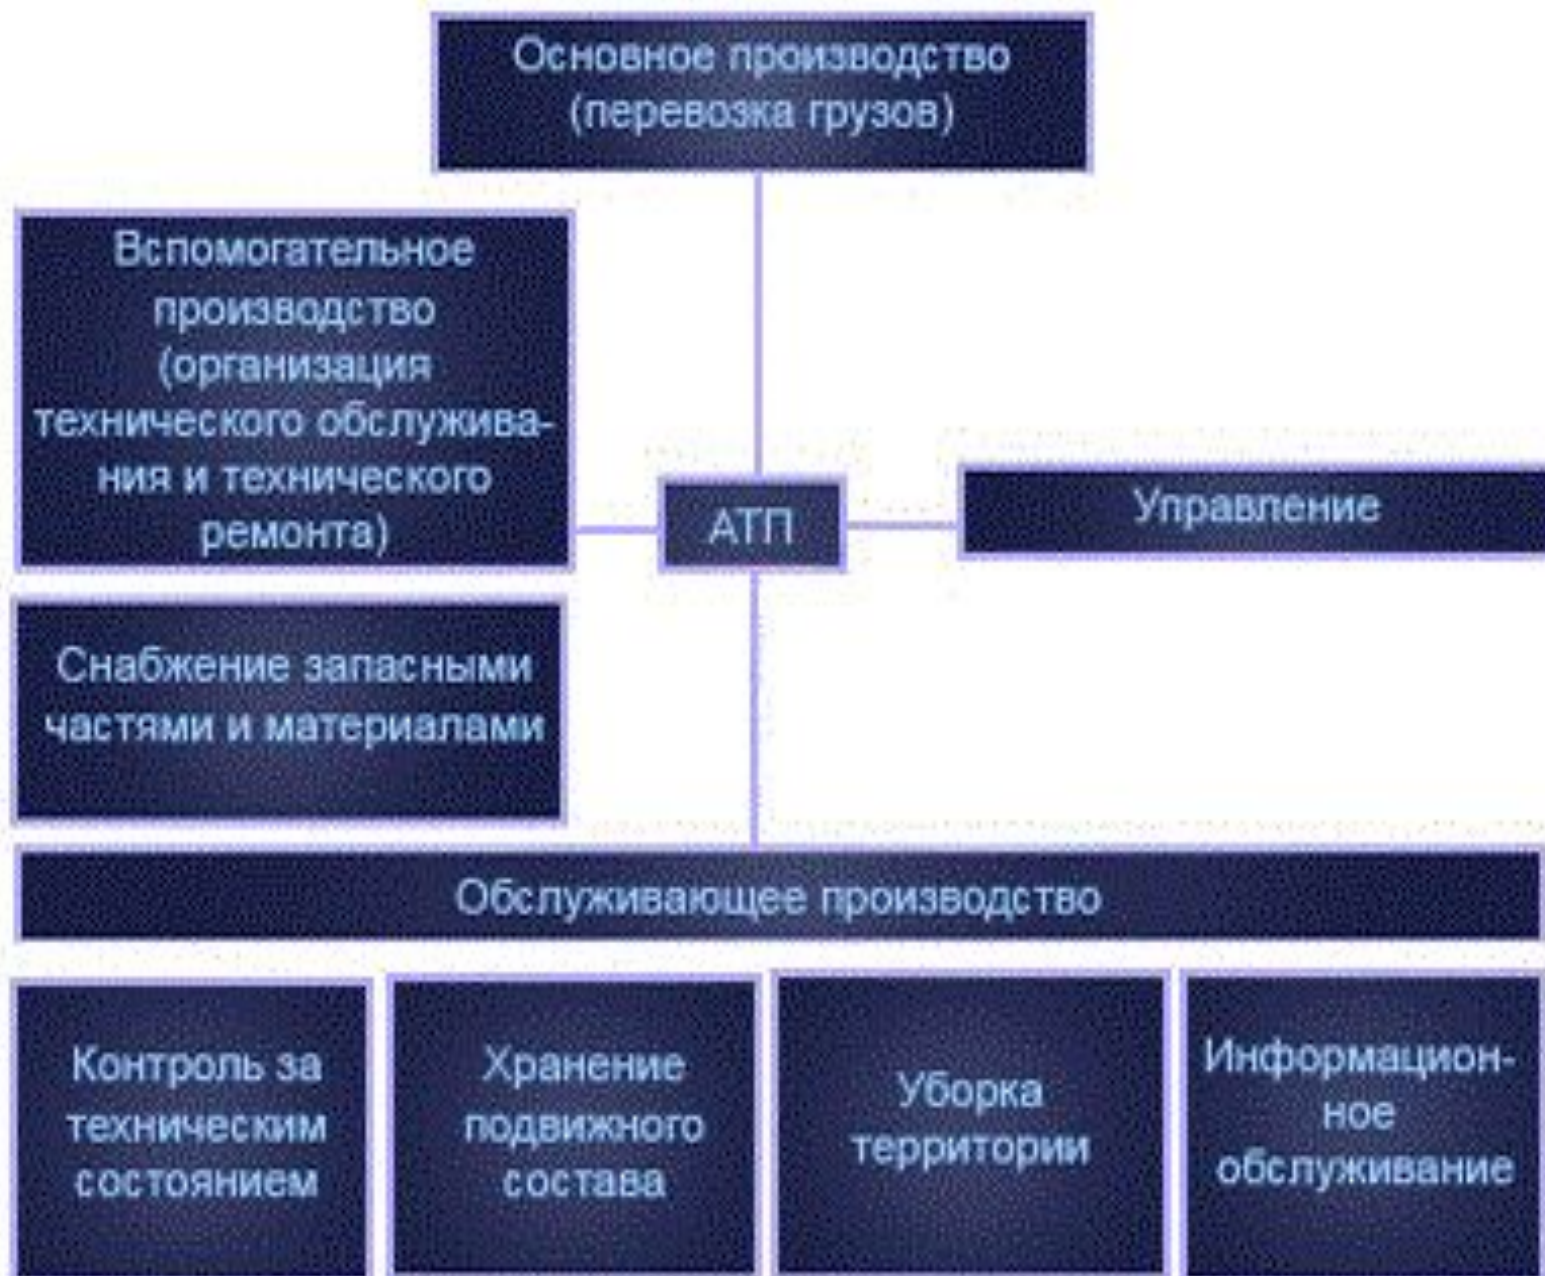 Основное производство
(перевозка грузов)
Вспомогательное
производство
(организация
технического обслужива-
ния и технического
ремонта)
АТП
Управление
Снабжение запасными
частями и материалами
Обслуживающее производство
Контроль за
техническим
состоянием
Хранение
подвижного
состава
Уборка
территории
Информацион-
ное
обслуживание